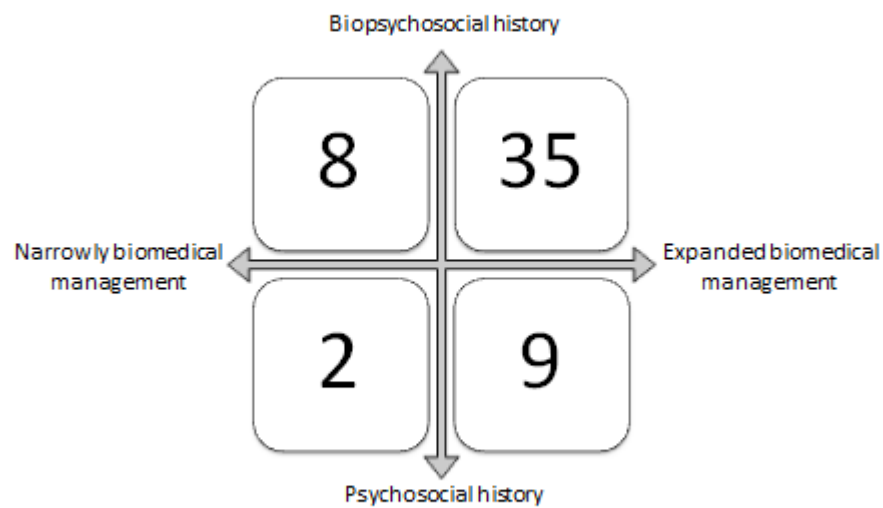 Biopsychosocial history
8
35
Narrowly biomedical
management
Expanded biomedical
management
2
9
Psychosocial history